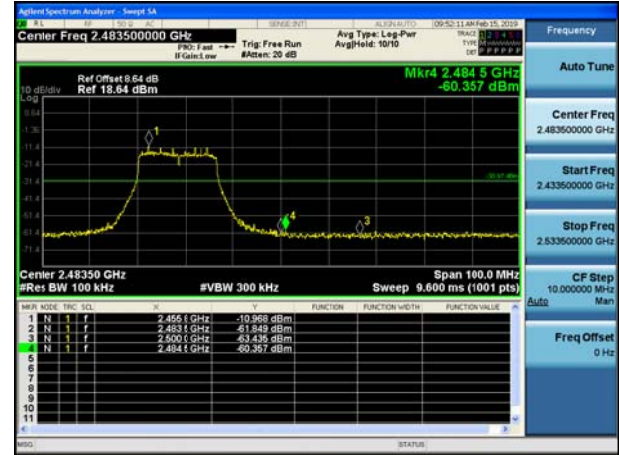 Agilent Spectrum Analyzer - Swept SA
RL RF 50 Ω AC SENSE:INT ALIGN AUTO 09:52:11 AM Feb 15, 2019
Center Freq 2.483500000 GHz
PNO: Fast
IFGain:Low
Trig: Free Run
#Atten: 20 dB
Avg Type: Log-Pwr
Avg|Hold: 10/10
TRACE 1 2 3 4 5 6
TYPE M
DET P P P P P P
Ref Offset 8.64 dB
Ref 18.64 dBm
10 dB/div
Log
Mkr4 2.484 5 GHz
-60.357 dBm
8.64
-1.36
-11.4
-21.4
-31.4
-41.4
-51.4
-61.4
-71.4
1
4
3
Center 2.48350 GHz
#Res BW 100 kHz
#VBW 300 kHz
Span 100.0 MHz
Sweep 9.600 ms (1001 pts)
MKR MODE TRC SCL X Y FUNCTION FUNCTION WIDTH FUNCTION VALUE
1 N 1 f 2.455 GHz -10.968 dBm
2 N 1 f 2.483 GHz -61.849 dBm
3 N 1 f 2.500 GHz -63.435 dBm
4 N 1 f 2.484 GHz -60.357 dBm
5
6
7
8
9
10
11
MSG STATUS
Frequency
Auto Tune
Center Freq
2.483500000 GHz
Start Freq
2.433500000 GHz
Stop Freq
2.533500000 GHz
CF Step
10.000000 MHz
Auto Man
Freq Offset
0 Hz